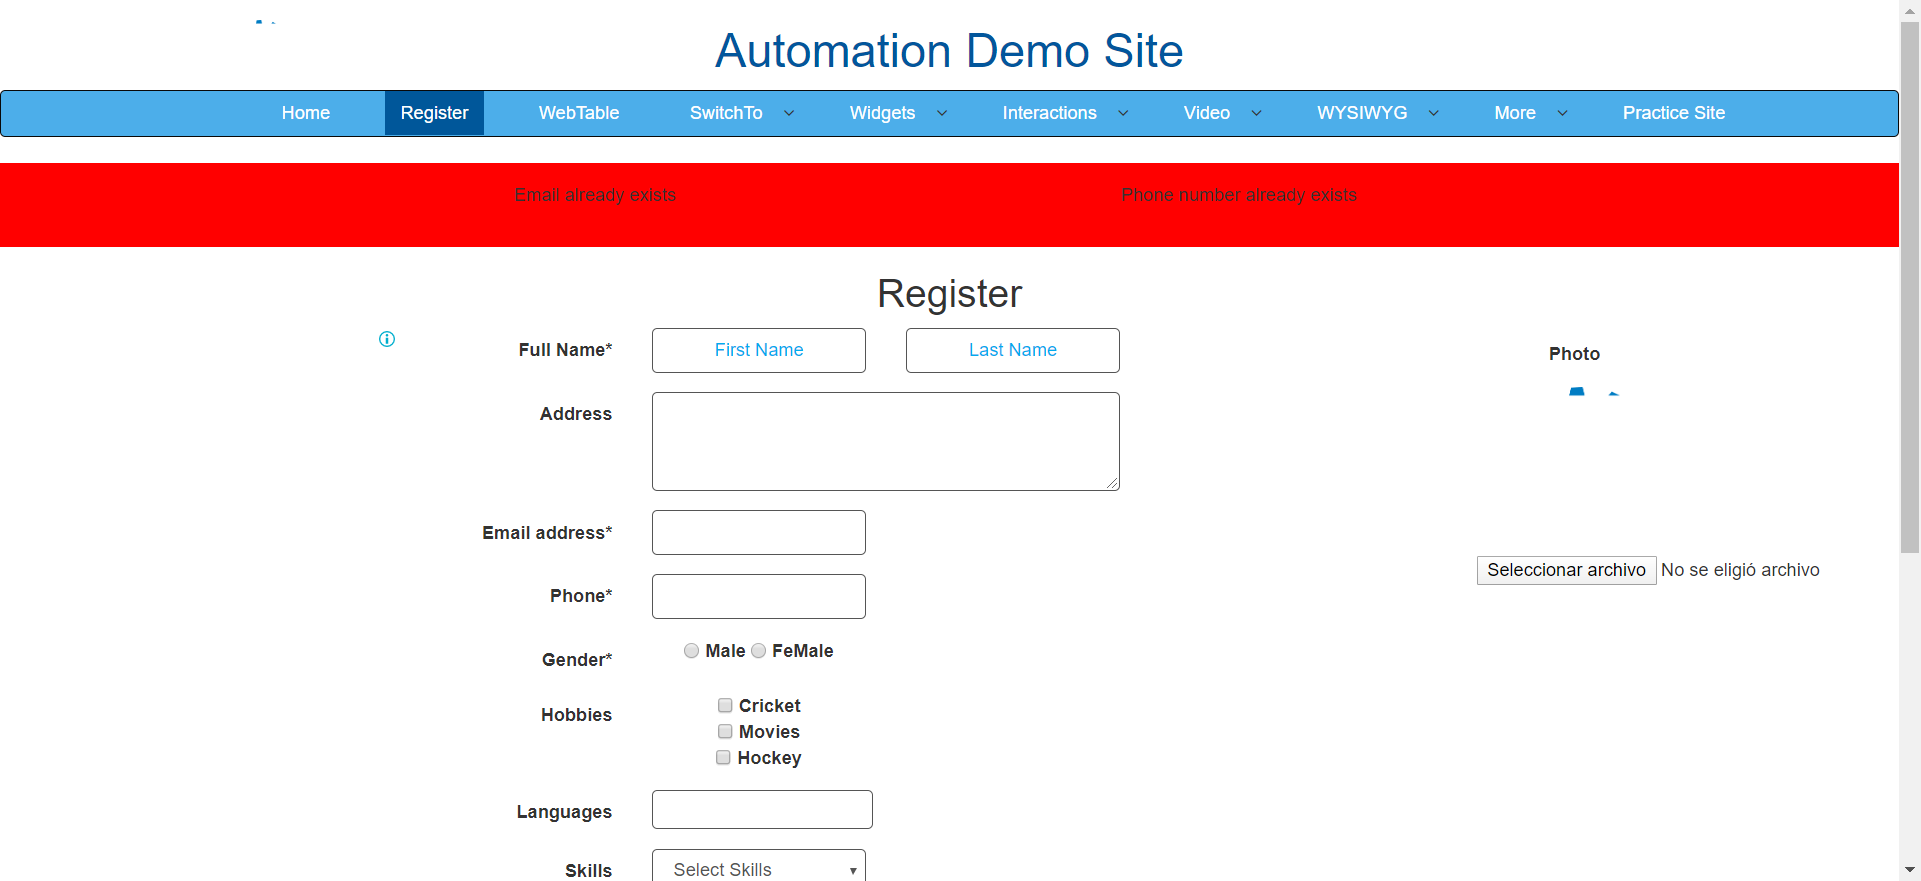 Automation Demo Site
Home Register WebTable SwitchTo Widgets Interactions Video WYSIWYG More Practice Site
Email already exists Phone number already exists
Register
Full Name* First Name Last Name
Photo
Address
Email address*
Seleccionar archivo No se eligió archivo
Phone*
Gender* Male FeMale
Hobbies Cricket
Movies
Hockey
Languages
Skills Select Skills